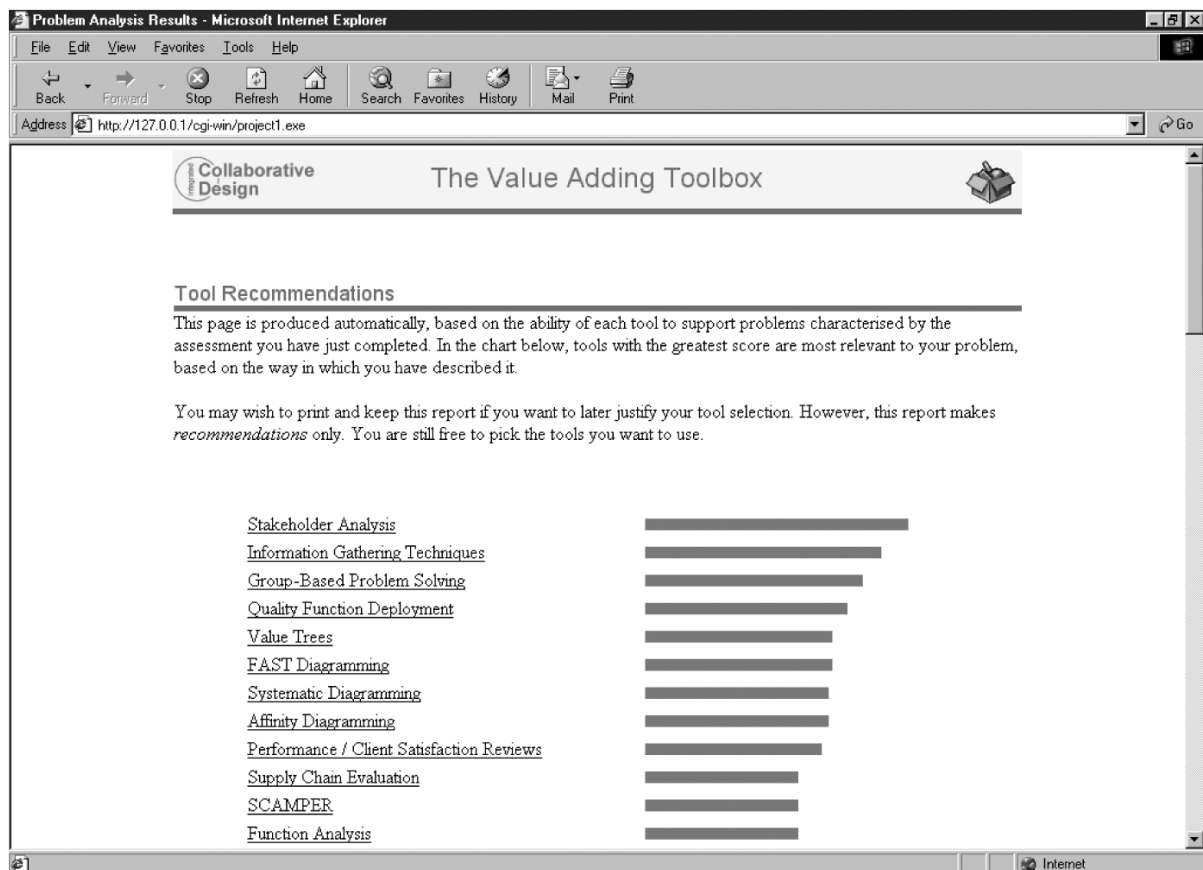 Problem Analysis Results - Microsoft Internet Explorer
File Edit View Favorites Tools Help
Back Forward Stop Refresh Home Search Favorites History Mail Print
Address http://127.0.0.1/cgi-win/project1.exe Go
Integrated
Collaborative
Design
The Value Adding Toolbox
Tool Recommendations
This page is produced automatically, based on the ability of each tool to support problems characterised by the
assessment you have just completed. In the chart below, tools with the greatest score are most relevant to your problem,
based on the way in which you have described it.
You may wish to print and keep this report if you want to later justify your tool selection. However, this report makes
recommendations only. You are still free to pick the tools you want to use.
Stakeholder Analysis
Information Gathering Techniques
Group-Based Problem Solving
Quality Function Deployment
Value Trees
FAST Diagramming
Systematic Diagramming
Affinity Diagramming
Performance / Client Satisfaction Reviews
Supply Chain Evaluation
SCAMPER
Function Analysis
Internet